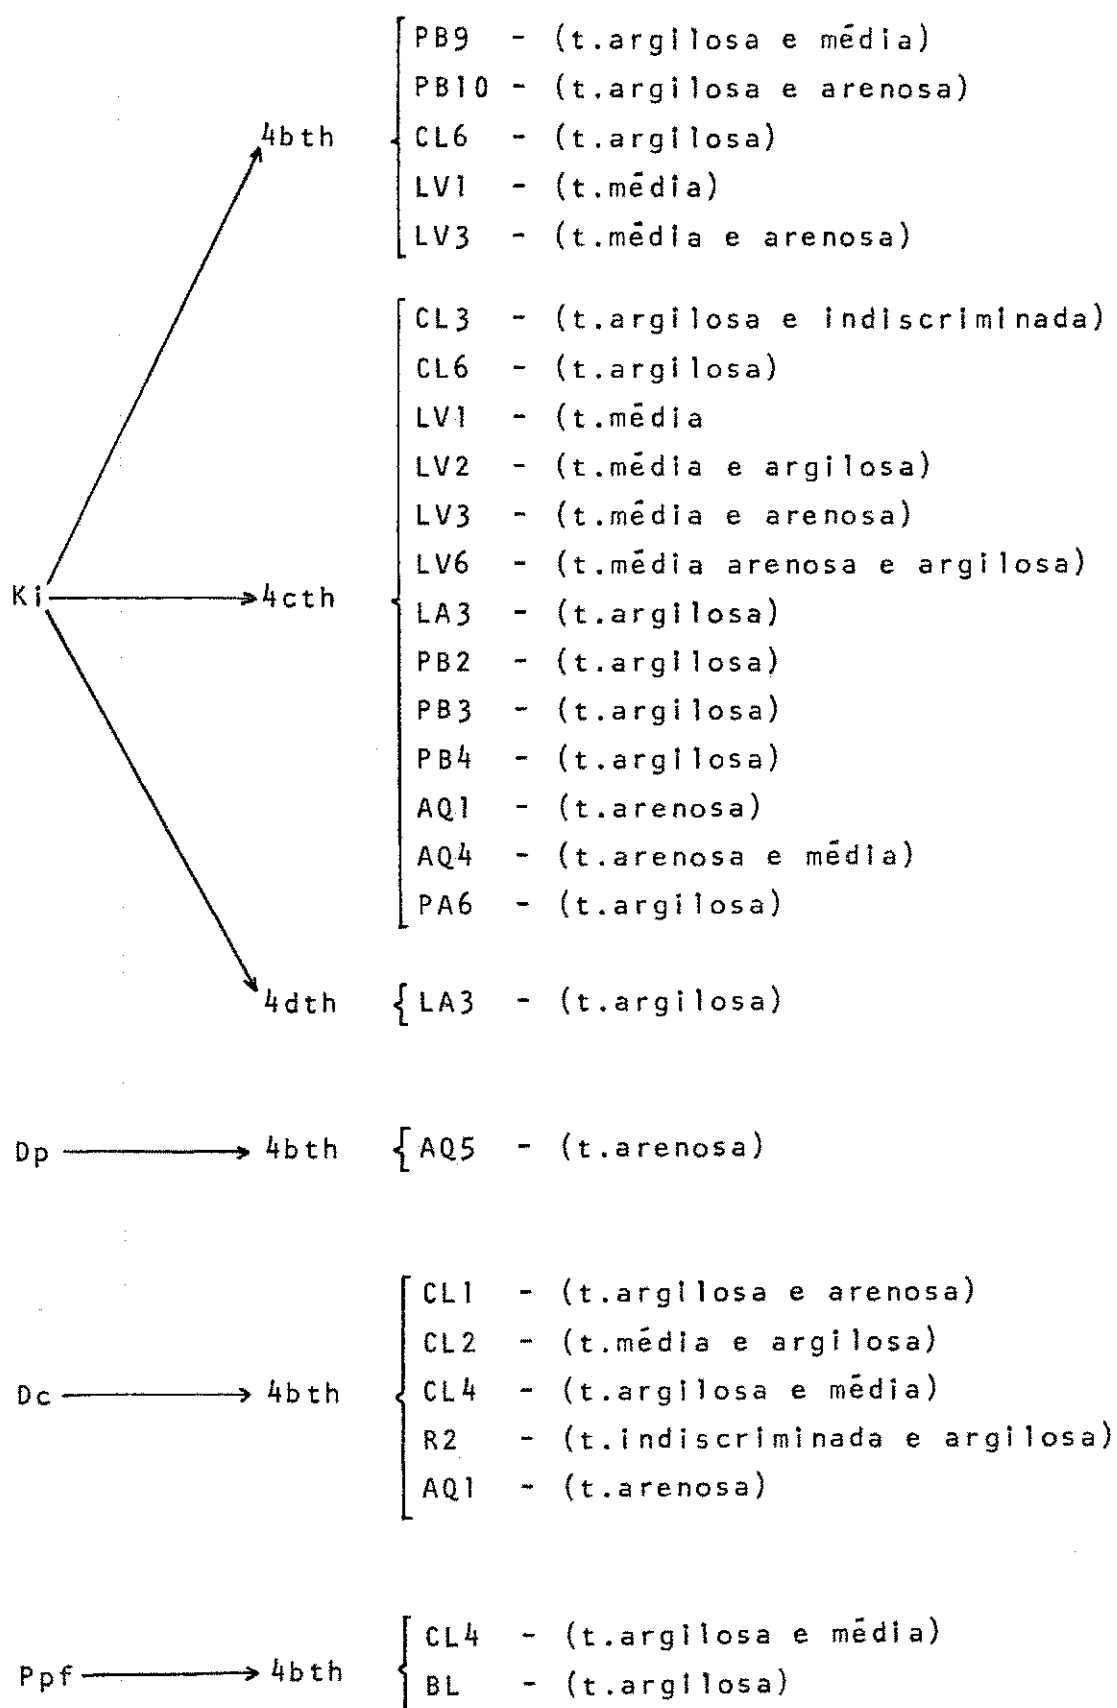 PB9 - (t.argilosa e média)
PB10 - (t.argilosa e arenosa)
4bth CL6 - (t.argilosa)
LV1 - (t.média)
LV3 - (t.média e arenosa)
CL3 - (t.argilosa e indiscriminada)
CL6 - (t.argilosa)
LV1 - (t.média
LV2 - (t.média e argilosa)
LV3 - (t.média e arenosa)
LV6 - (t.média arenosa e argilosa)
Ki 4cth LA3 - (t.argilosa)
PB2 - (t.argilosa)
PB3 - (t.argilosa)
PB4 - (t.argilosa)
AQ1 - (t.arenosa)
AQ4 - (t.arenosa e média)
PA6 - (t.argilosa)
4dth { LA3 - (t.argilosa)
Dp 4bth { AQ5 - (t.arenosa)
CL1 - (t.argilosa e arenosa)
CL2 - (t.média e argilosa)
Dc 4bth CL4 - (t.argilosa e média)
R2 - (t.indiscriminada e argilosa)
AQ1 - (t.arenosa)
CL4 - (t.argilosa e média)
Ppf 4bth BL - (t.argilosa)